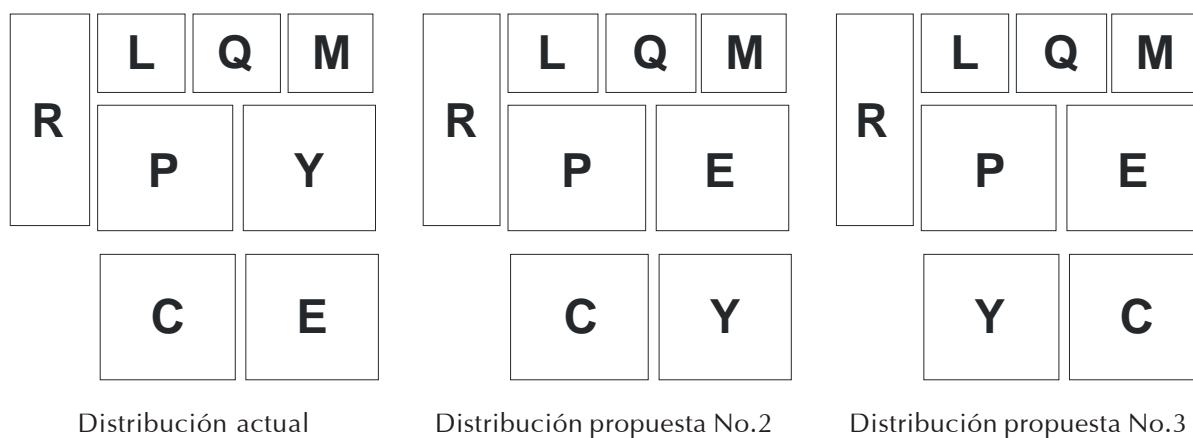 L Q M
R
P Y
C E
Distribución actual
L Q M
R
P E
C Y
Distribución propuesta No.2
L Q M
R
P E
Y C
Distribución propuesta No.3